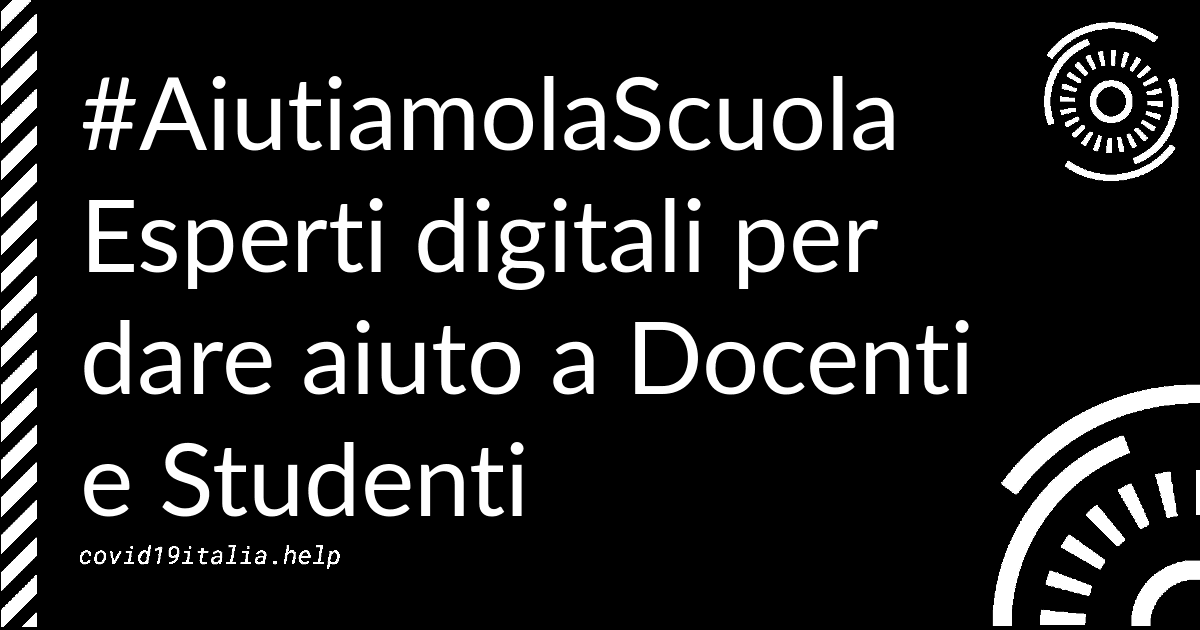 #AiutiamolaScuola
Esperti digitali per
dare aiuto a Docenti
e Studenti
covid19italia.help